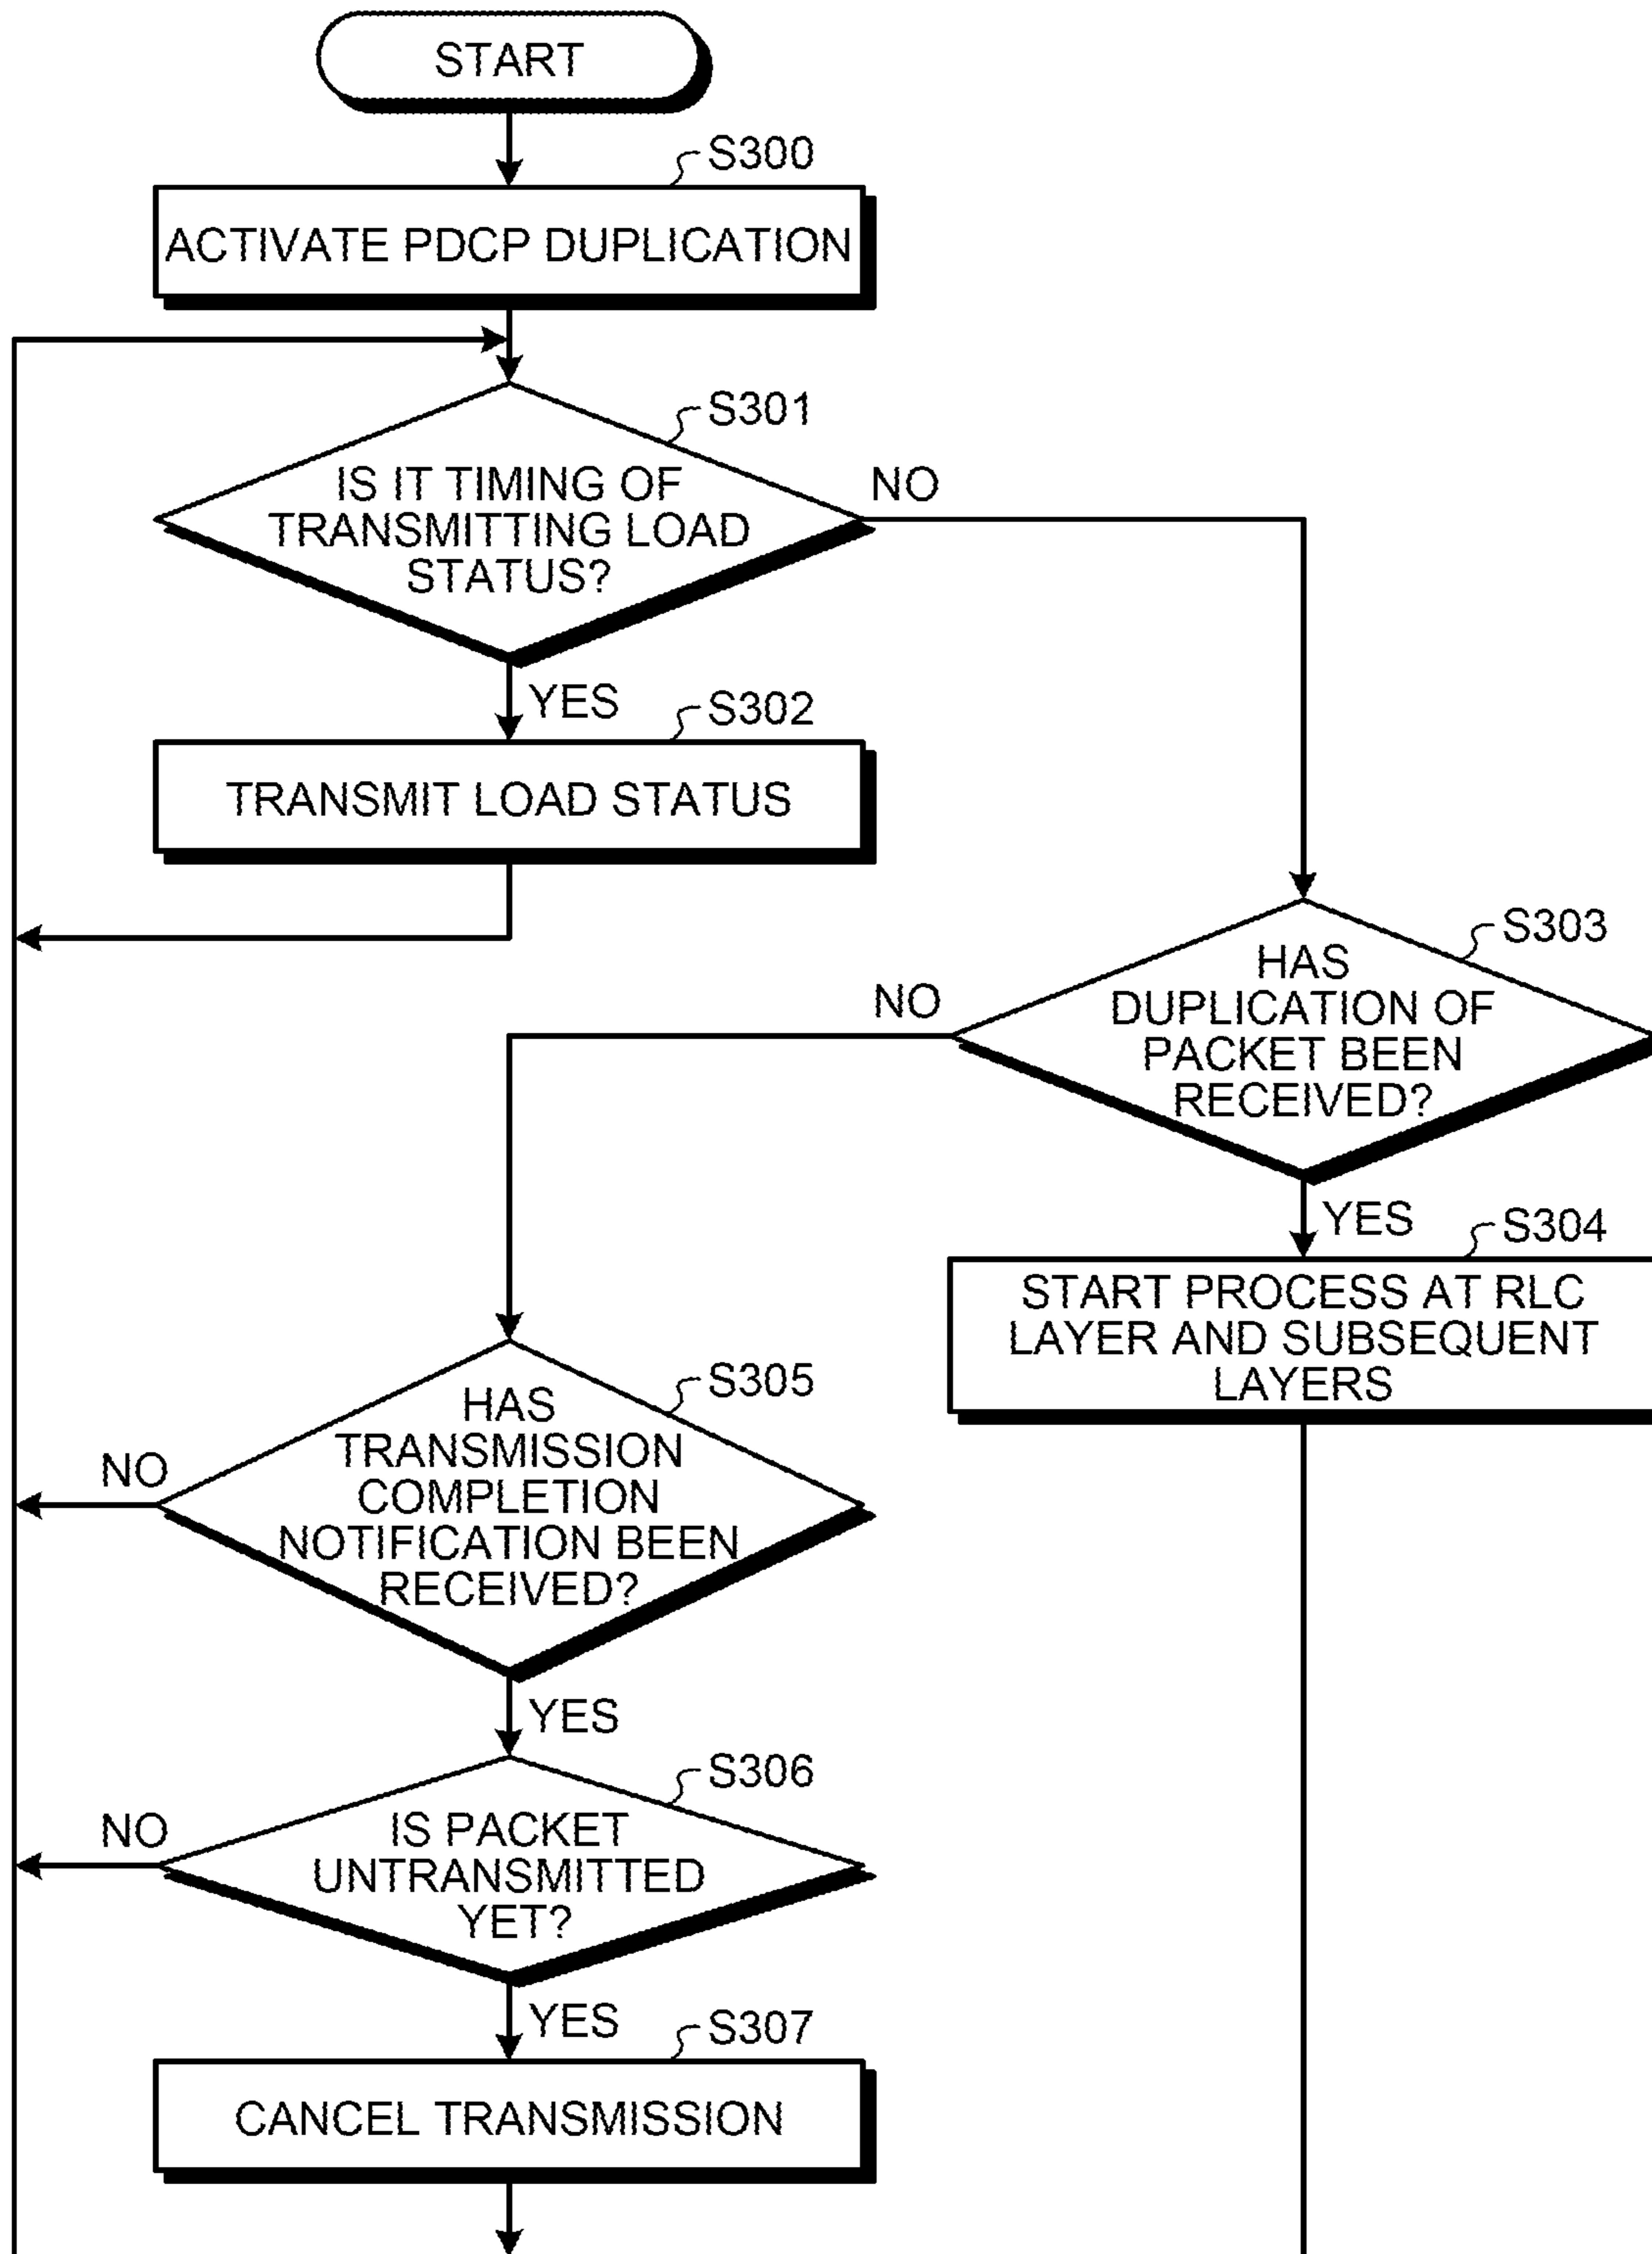 START
S300
ACTIVATE PDCP DUPLICATION
S301
IS IT TIMING OF
TRANSMITTING LOAD
STATUS?
NO
YES
S302
TRANSMIT LOAD STATUS
S303
HAS
DUPLICATION OF
PACKET BEEN
RECEIVED?
NO
YES
S304
START PROCESS AT RLC
LAYER AND SUBSEQUENT
LAYERS
S305
HAS
TRANSMISSION
COMPLETION
NOTIFICATION BEEN
RECEIVED?
NO
YES
S306
IS PACKET
UNTRANSMITTED
YET?
NO
YES
S307
CANCEL TRANSMISSION